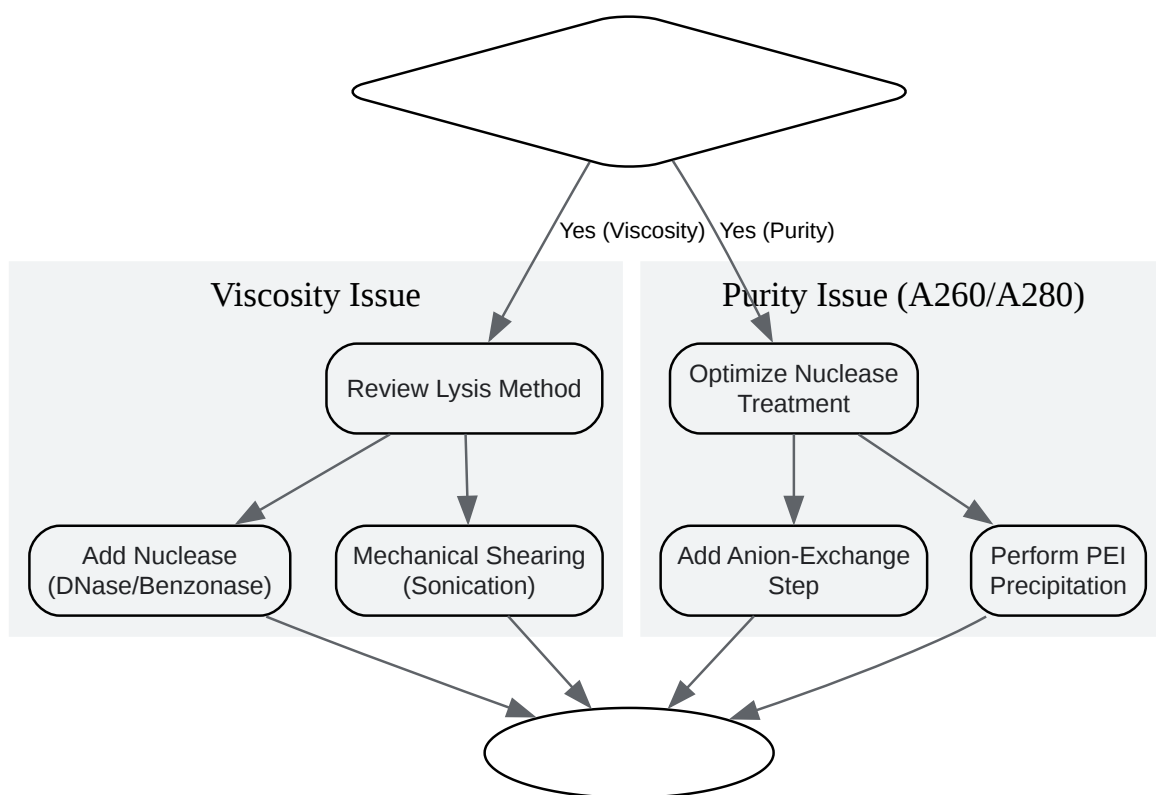 Yes (Viscosity)
Yes (Purity)
Viscosity Issue
Purity Issue (A260/A280)
Review Lysis Method
Optimize Nuclease
Treatment
Add Nuclease
(DNase/Benzonase)
Mechanical Shearing
(Sonication)
Add Anion-Exchange
Step
Perform PEI
Precipitation